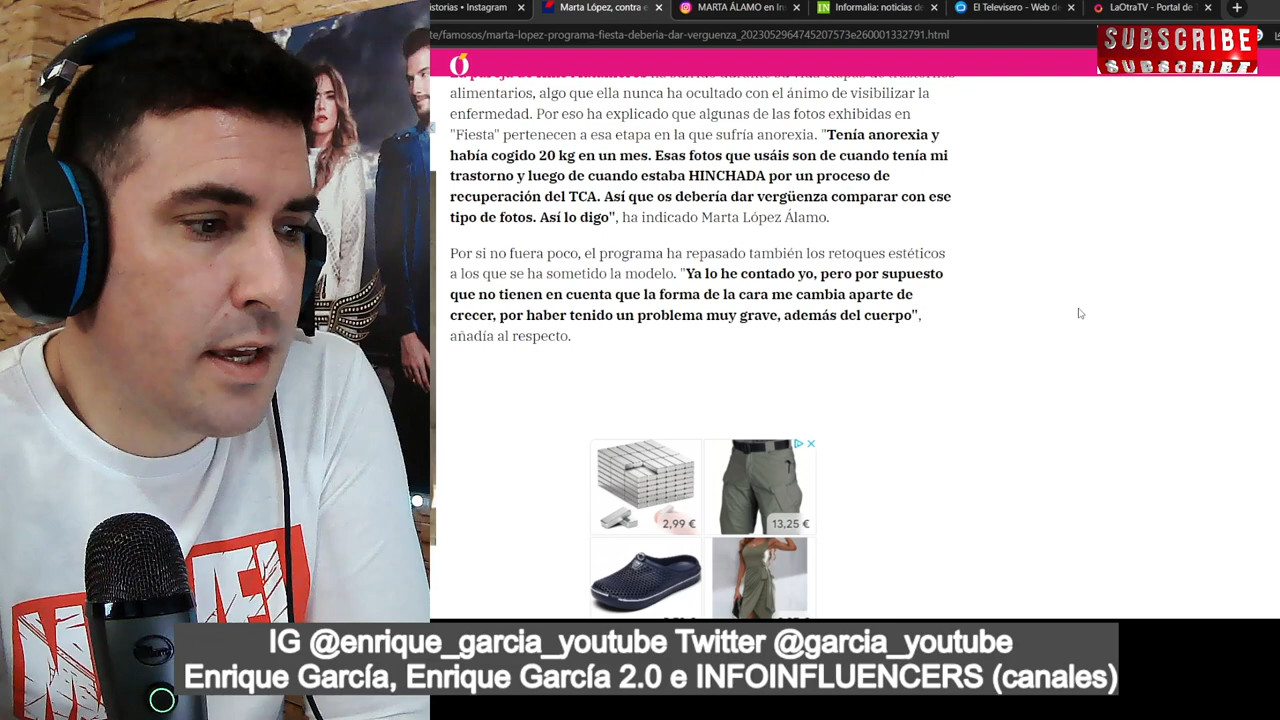 istorias • Instagram
Marta López, contra e
MARTA ÁLAMO en In
Informalia: noticias de
El Televisero - Web de
LaOtraTV - Portal de
te/famosos/marta-lopez-programa-fiesta-deberia-dar-verguenza_2023052964745207573e260001332791.html
SUBSCRIBE
alimentarios, algo que ella nunca ha ocultado con el ánimo de visibilizar la
enfermedad. Por eso ha explicado que algunas de las fotos exhibidas en
"Fiesta" pertenecen a esa etapa en la que sufría anorexia. "Tenía anorexia y
había cogido 20 kg en un mes. Esas fotos que usáis son de cuando tenía mi
trastorno y luego de cuando estaba HINCHADA por un proceso de
recuperación del TCA. Así que os debería dar vergüenza comparar con ese
tipo de fotos. Así lo digo", ha indicado Marta López Álamo.
Por si no fuera poco, el programa ha repasado también los retoques estéticos
a los que se ha sometido la modelo. "Ya lo he contado yo, pero por supuesto
que no tienen en cuenta que la forma de la cara me cambia aparte de
crecer, por haber tenido un problema muy grave, además del cuerpo",
añadía al respecto.
2,99 €
13,25 €
IG @enrique_garcia_youtube Twitter @garcia_youtube
Enrique García, Enrique García 2.0 e INFOINFLUENCERS (canales)